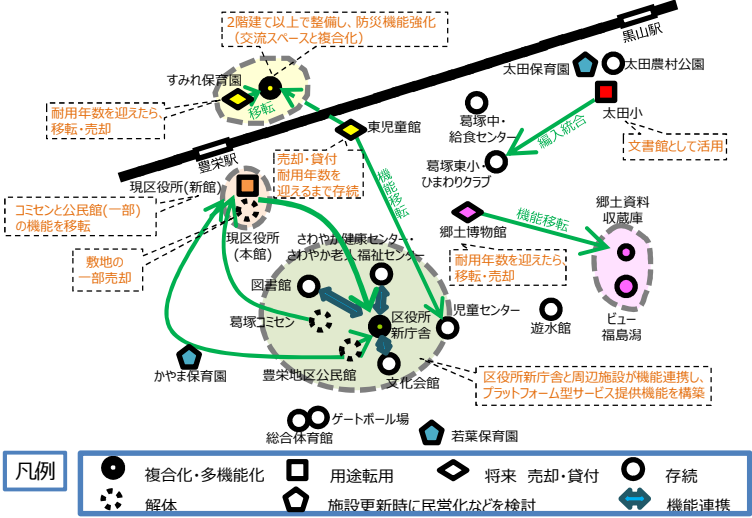 2階建て以上で整備し、防災機能強化
（交流スペースと複合化）
黒山駅
すみれ保育園
太田保育園
太田農村公園
移転
耐用年数を迎えたら、
移転・売却
東児童館
葛塚中・
給食センター
編入統合
太田小
文書館として活用
豊栄駅
売却・貸付
耐用年数を
迎えるまで存続
葛塚東小・
ひまわりクラブ
現区役所(新館)
機能移転
コミセンと公民館(一部)
の機能を移転
郷土博物館
機能移転
郷土資料
収蔵庫
現区役所
(本館)
さわやか健康センター・
さわやか老人福祉センター
耐用年数を迎えたら、
移転・売却
敷地の
一部売却
図書館
葛塚コミセン
区役所
新庁舎
児童センター
遊水館
ビュー
福島潟
かやま保育園
豊栄地区公民館
文化会館
区役所新庁舎と周辺施設が機能連携し、
プラットフォーム型サービス提供機能を構築
ゲートボール場
総合体育館
若葉保育園
凡例
複合化・多機能化
用途転用
将来 売却・貸付
存続
解体
施設更新時に民営化などを検討
機能連携